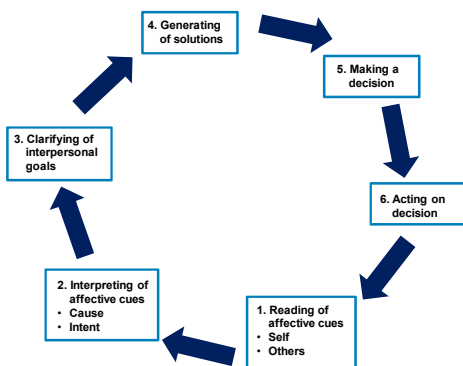 4. Generating of
solutions
5. Making a
decision
3. Clarifying of
interpersonal
goals
6. Acting on
decision
2. Interpreting of
affective cues
• Cause
• Intent
1. Reading of
affective cues
• Self
• Others